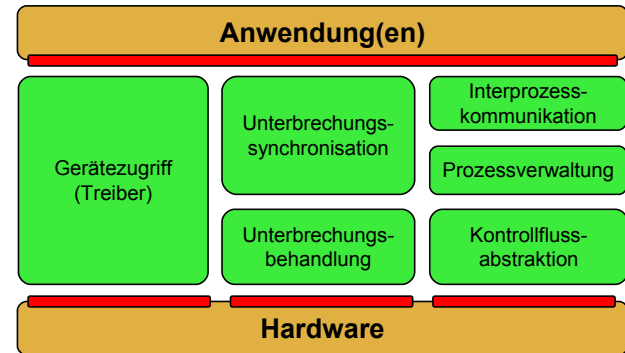 Anwendung(en)
Gerätezugriff
(Treiber)
Unterbrechungs-
synchronisation
Unterbrechungs-
behandlung
Interprozess-
kommunikation
Prozessverwaltung
Kontrollfluss-
abstraktion
Hardware